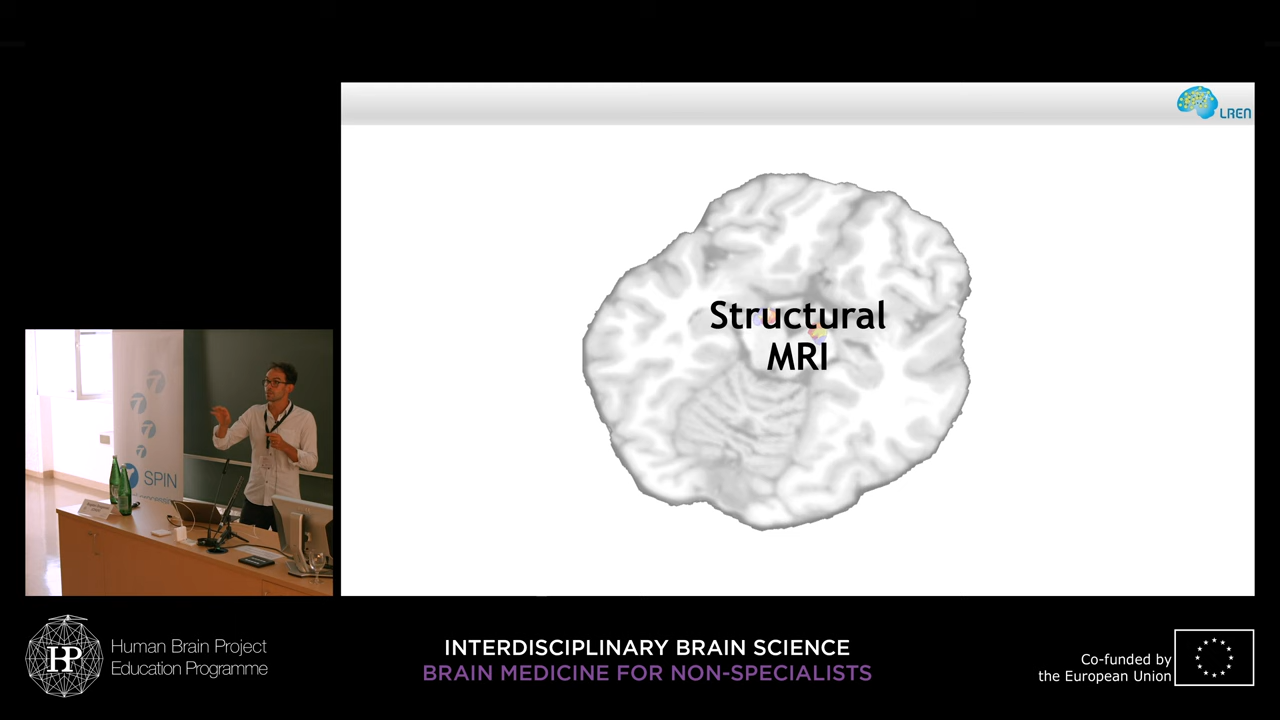 LREN
Structural
MRI
SPIN
HP
Human Brain Project
Education Programme
INTERDISCIPLINARY BRAIN SCIENCE
BRAIN MEDICINE FOR NON-SPECIALISTS
Co-funded by
the European Union